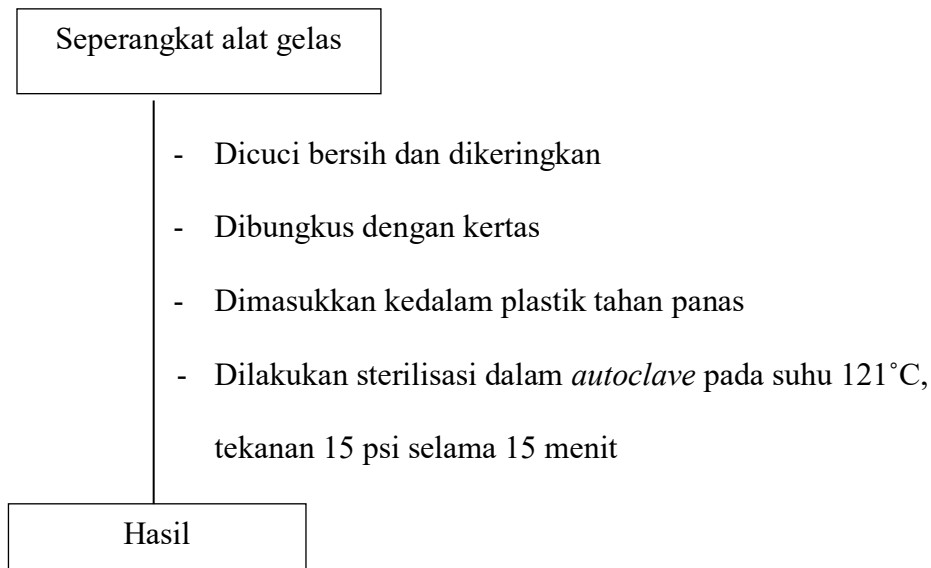 Seperangkat alat gelas
- Dicuci bersih dan dikeringkan
- Dibungkus dengan kertas
- Dimasukkan kedalam plastik tahan panas
- Dilakukan sterilisasi dalam autoclave pada suhu 121˚C,
tekanan 15 psi selama 15 menit
Hasil